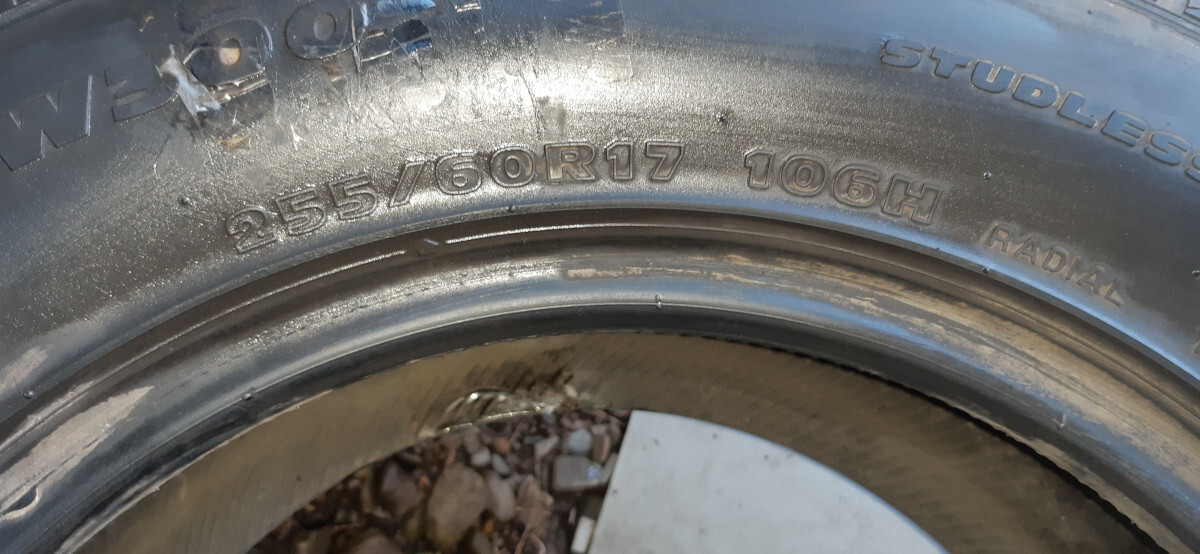 STUDLESS
255/60R17 106H
RADIAL